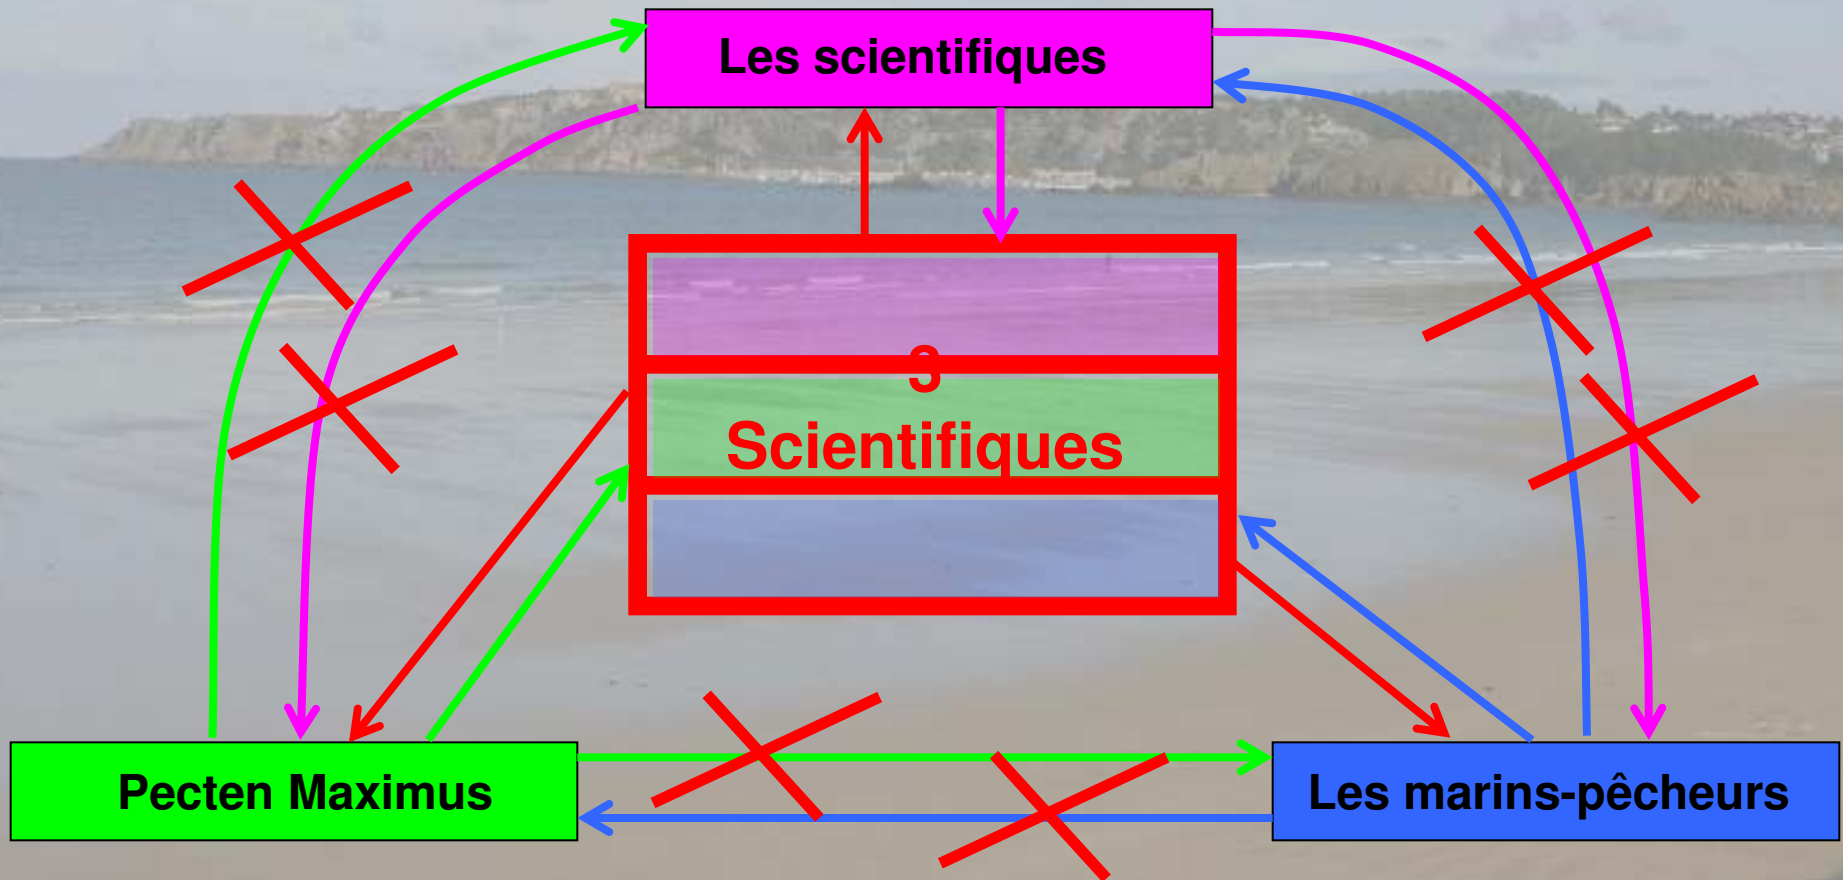 Les scientifiques
3
Scientifiques
Pecten Maximus
Les marins-pêcheurs